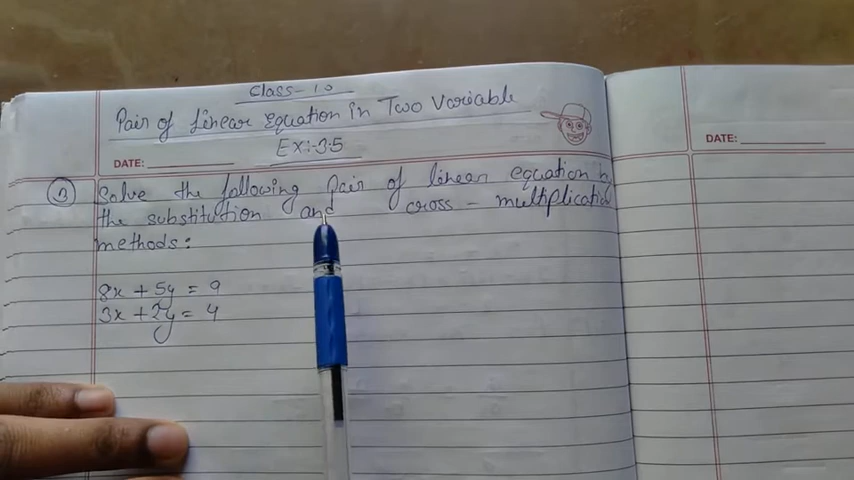 Class-10
Pair of Linear Equation in Two Variable
Ex:-3.5
DATE:
DATE:
3 Solve the following Pair of linear equation by
the substitution and cross - multiplication
methods:
8x + 5y = 9
3x + 2y = 4